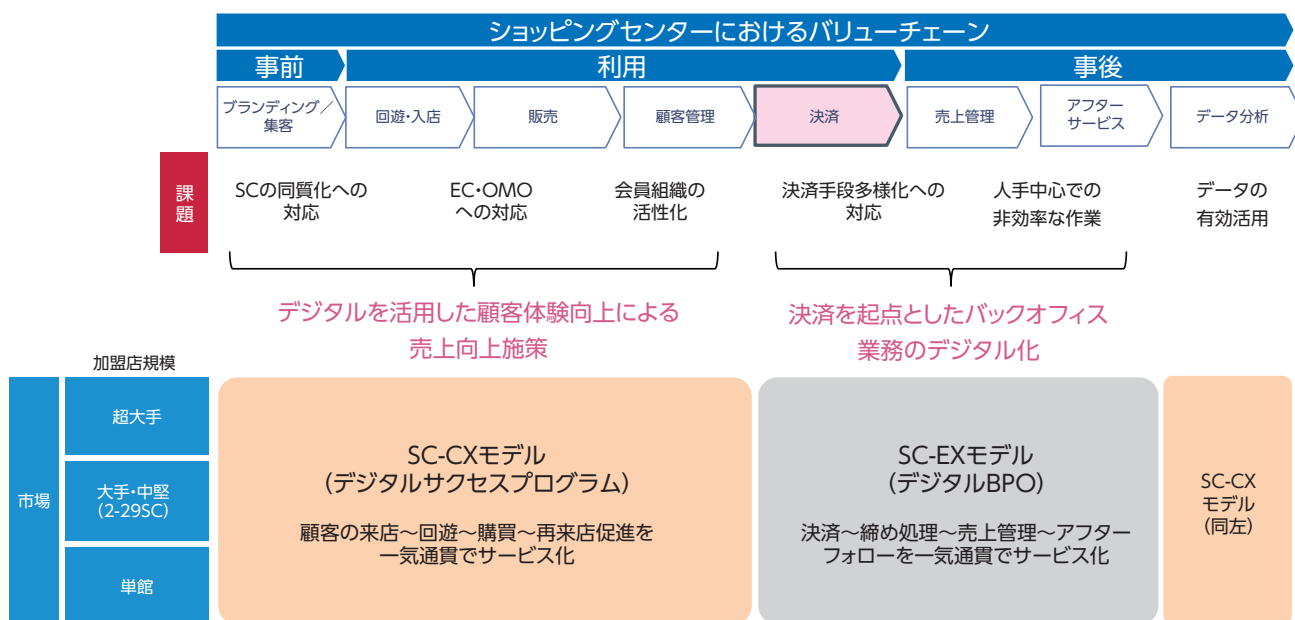 ショッピングセンターにおけるバリューチェーン
事前
利用
事後
ブランディング／
集客
回遊・入店
販売
顧客管理
決済
売上管理
アフター
サービス
データ分析
課題
SCの同質化への
対応
EC・OMO
への対応
会員組織の
活性化
決済手段多様化への
対応
人手中心での
非効率な作業
データの
有効活用
デジタルを活用した顧客体験向上による
売上向上施策
決済を起点としたバックオフィス
業務のデジタル化
加盟店規模
市場
超大手
大手・中堅
(2-29SC)
単館
SC-CXモデル
(デジタルサクセスプログラム)
顧客の来店～回遊～購買～再来店促進を
一気通貫でサービス化
SC-EXモデル
(デジタルBPO)
決済～締め処理～売上管理～アフター
フォローを一気通貫でサービス化
SC-CX
モデル
(同左)